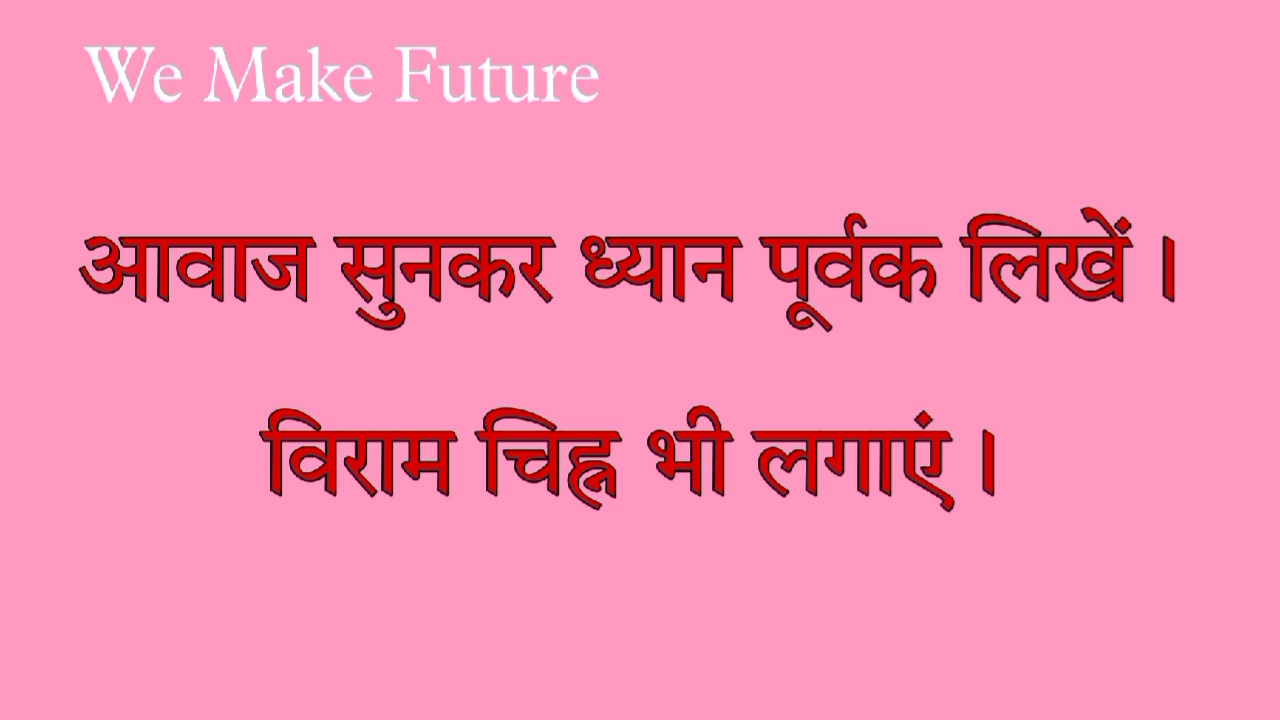 We Make Future
आवाज सुनकर ध्यान पूर्वक लिखें ।
विराम चिह्न भी लगाएं ।